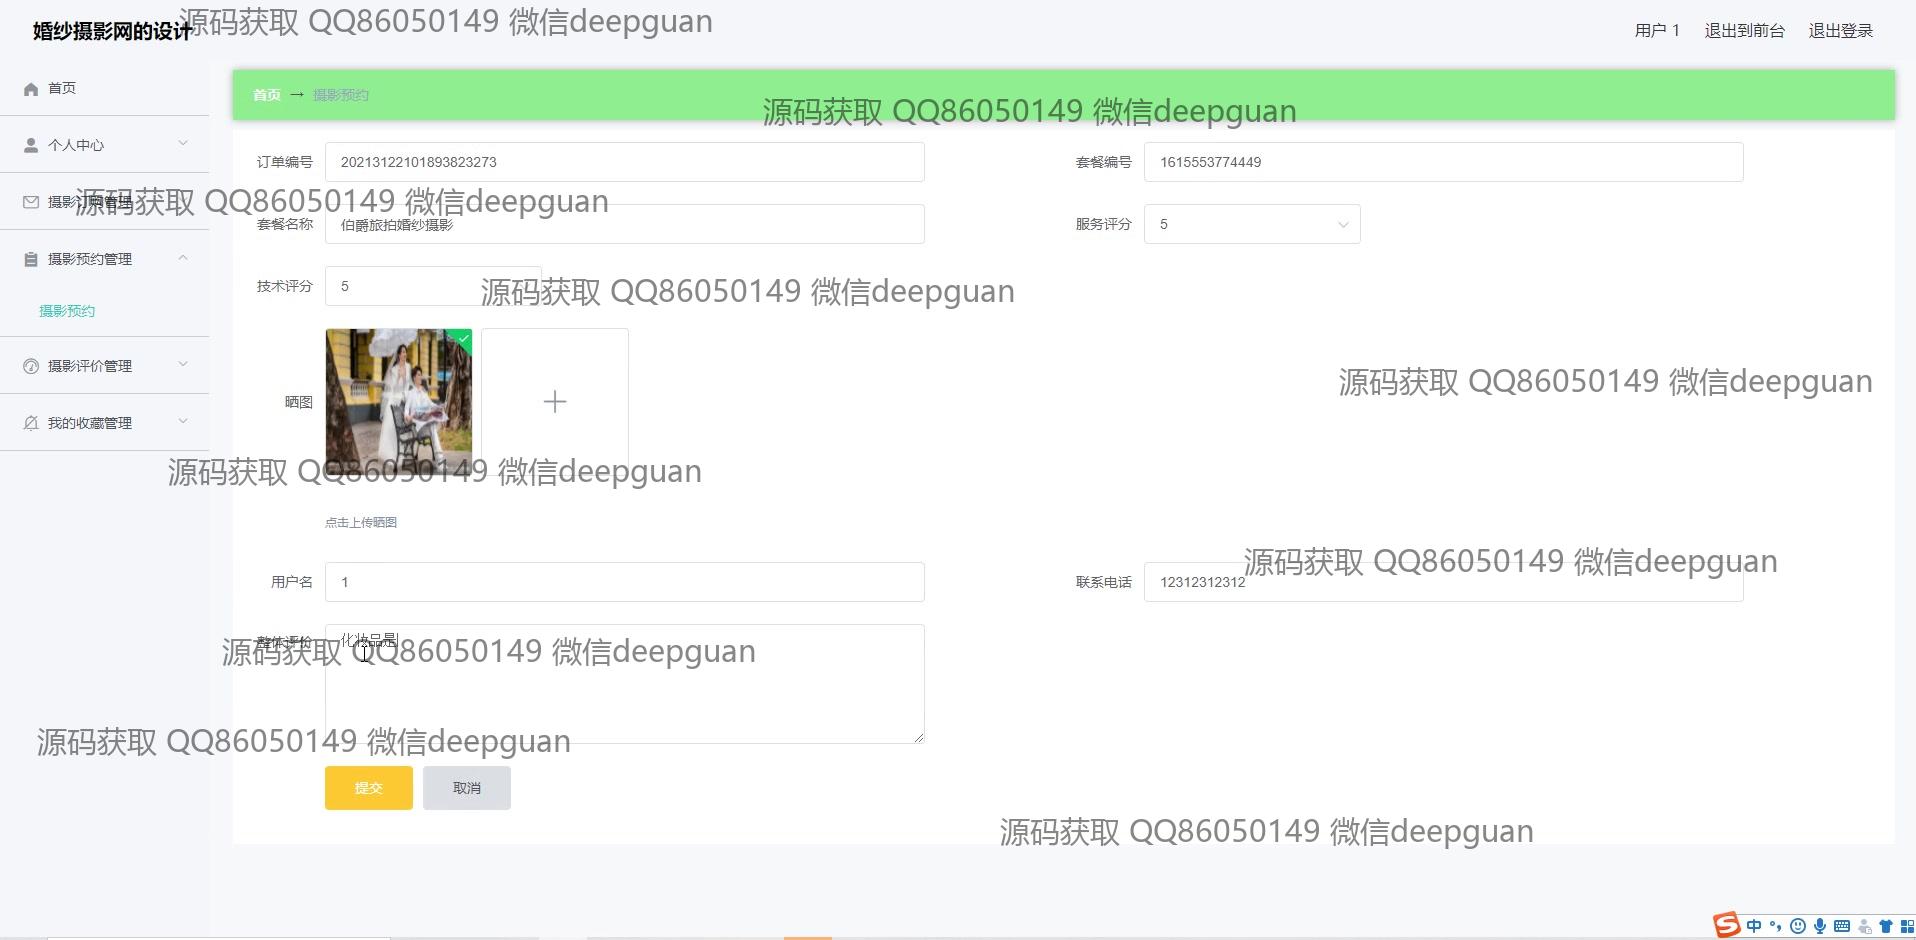 婚纱摄影网的设计
源码获取 QQ86050149 微信deepguan
用户 1
退出到前台
退出登录
首页
首页 → 摄影预约
源码获取 QQ86050149 微信deepguan
个人中心
订单编号 20213122101893823273
套餐编号 1615553774449
摄影订购管理
源码获取 QQ86050149 微信deepguan
套餐名称 伯爵旅拍婚纱摄影
服务评分 5
摄影预约管理
技术评分 5
源码获取 QQ86050149 微信deepguan
摄影预约
摄影评价管理
源码获取 QQ86050149 微信deepguan
晒图
我的收藏管理
源码获取 QQ86050149 微信deepguan
点击上传晒图
用户名 1
联系电话 12312312312
源码获取 QQ86050149 微信deepguan
整体评价 化妆品是
源码获取 QQ86050149 微信deepguan
源码获取 QQ86050149 微信deepguan
提交
取消
源码获取 QQ86050149 微信deepguan
S 中